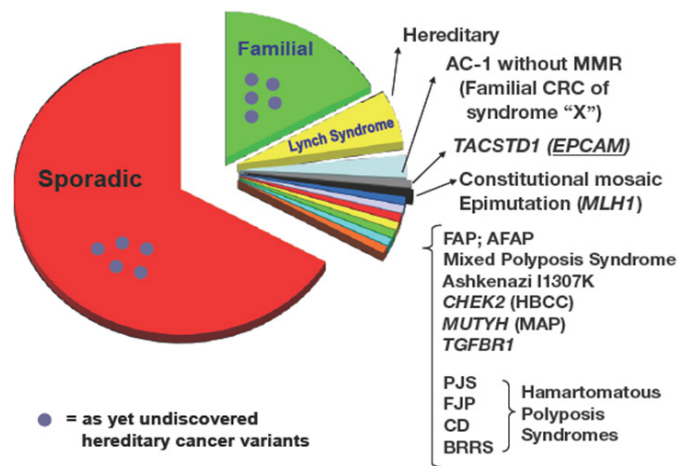 Familial
Hereditary
AC-1 without MMR
(Familial CRC of
syndrome “X”)
Lynch Syndrome
TACSTD1 (EPCAM)
Sporadic
Constitutional mosaic
Epimutation (MLH1)
FAP; AFAP
Mixed Polyposis Syndrome
Ashkenazi I1307K
CHEK2 (HBCC)
MUTYH (MAP)
TGFBR1
PJS
FJP
CD
BRRS
Hamartomatous
Polyposis
Syndromes
= as yet undiscovered
hereditary cancer variants